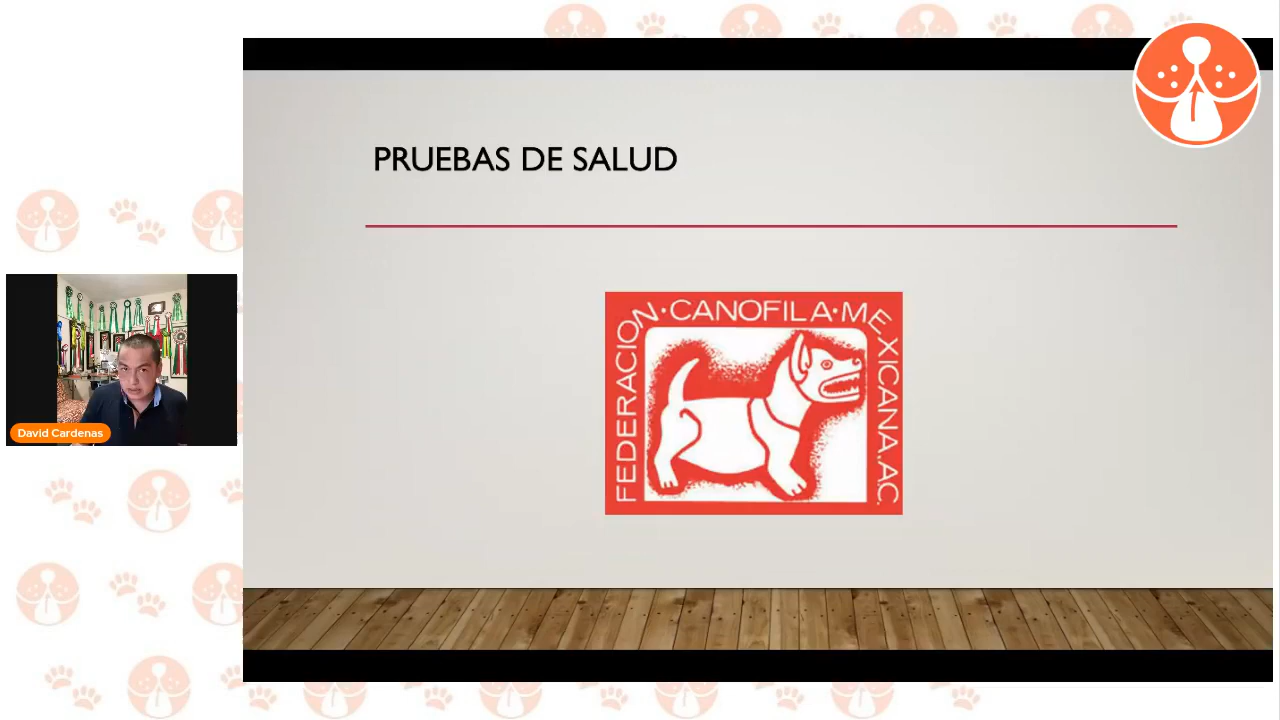 PRUEBAS DE SALUD
FEDERACION·CANOFILA·MEXICANA,A.C.
David Cardenas